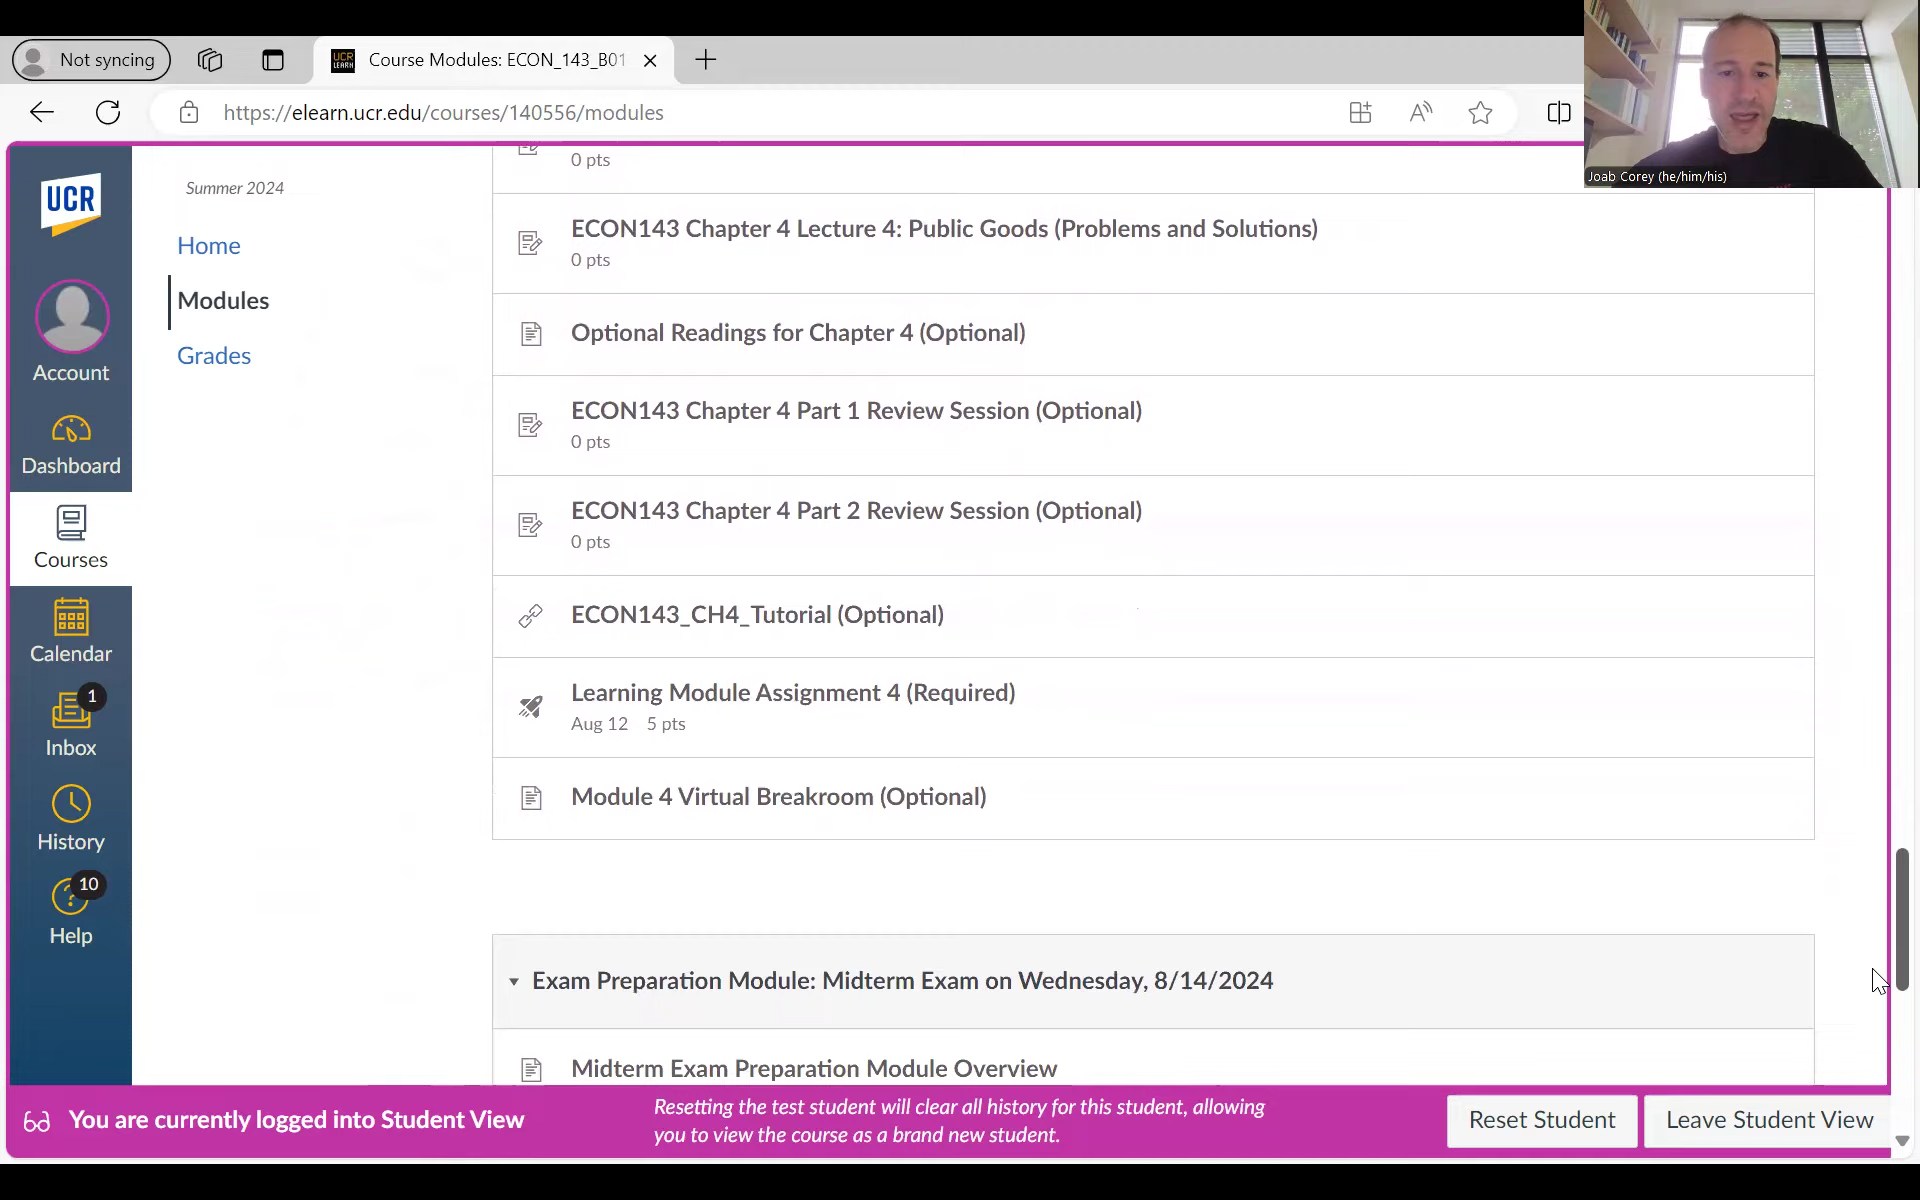 Not syncing
UCR LEARN
Course Modules: ECON_143_B01
https://elearn.ucr.edu/courses/140556/modules
Joab Corey (he/him/his)
UCR
Account
Dashboard
Courses
Calendar
1
Inbox
History
10
Help
Summer 2024
Home
Modules
Grades
0 pts
ECON143 Chapter 4 Lecture 4: Public Goods (Problems and Solutions)
0 pts
Optional Readings for Chapter 4 (Optional)
ECON143 Chapter 4 Part 1 Review Session (Optional)
0 pts
ECON143 Chapter 4 Part 2 Review Session (Optional)
0 pts
ECON143_CH4_Tutorial (Optional)
Learning Module Assignment 4 (Required)
Aug 12 5 pts
Module 4 Virtual Breakroom (Optional)
Exam Preparation Module: Midterm Exam on Wednesday, 8/14/2024
Midterm Exam Preparation Module Overview
You are currently logged into Student View
Resetting the test student will clear all history for this student, allowing
you to view the course as a brand new student.
Reset Student
Leave Student View